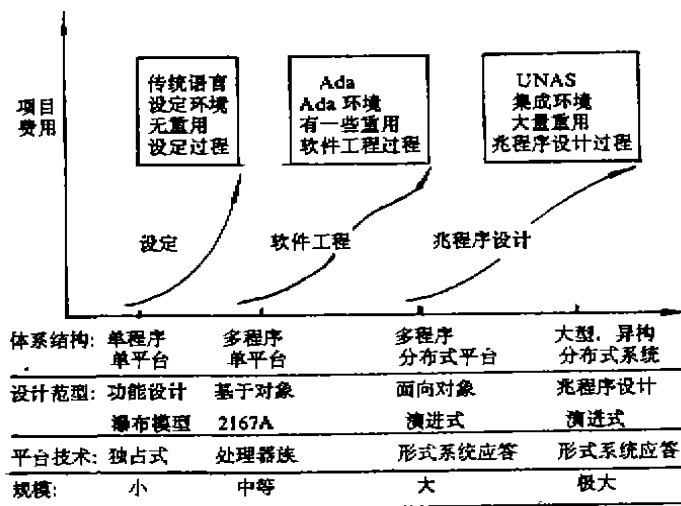 项目
费用
传统语言
设定环境
无重用
设定过程
Ada
Ada 环境
有一些重用
软件工程过程
UNAS
集成环境
大量重用
兆程序设计过程
设定
软件工程
兆程序设计
体系结构: 单程序 多程序 多程序 大型,异构
单平台 单平台 分布式平台 分布式系统
设计范型: 功能设计 基于对象 面向对象 兆程序设计
瀑布模型 2167A 演进式 演进式
平台技术: 独占式 处理器族 形式系统应答 形式系统应答
规模: 小 中等 大 极大